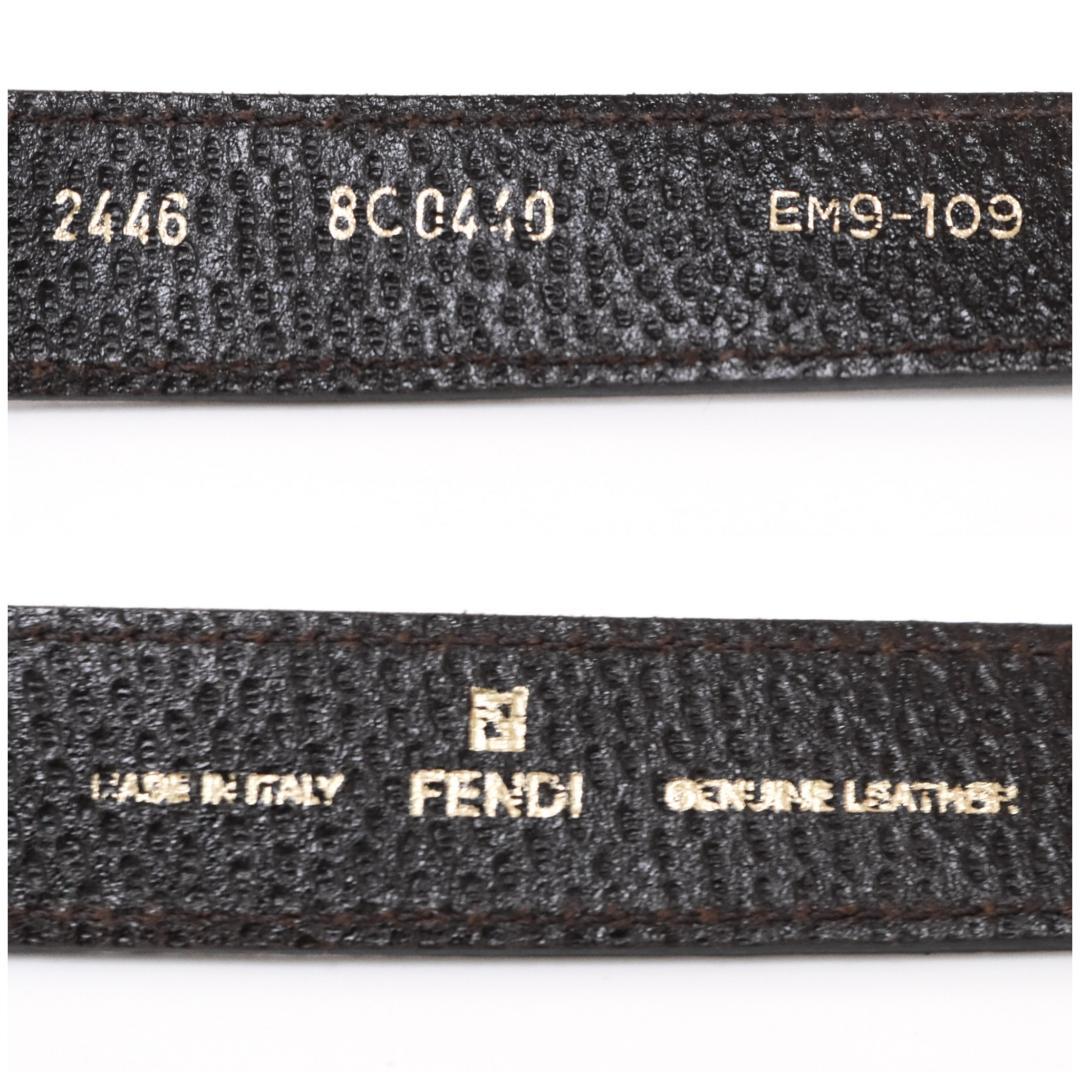 2446 8C0440 EM9-109
MADE IN ITALY FENDI GENUINE LEATHER